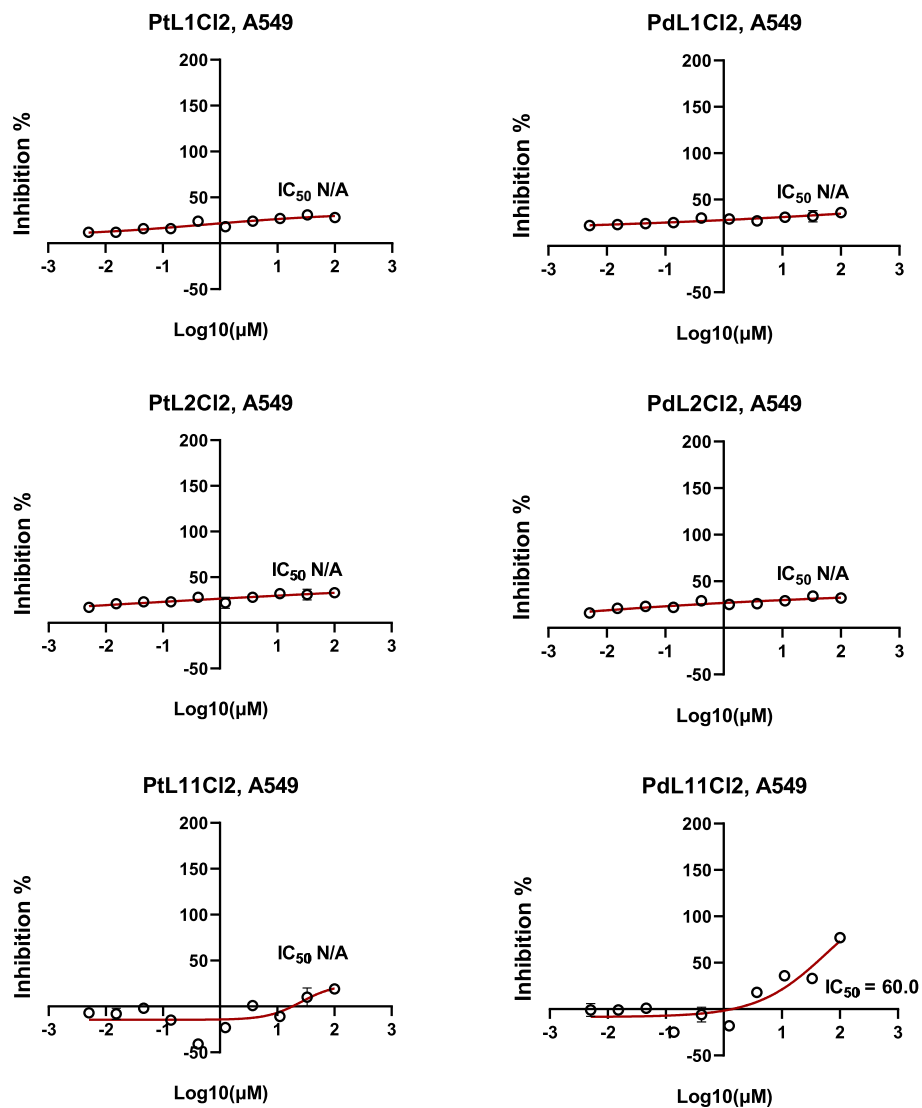 PtL1Cl2, A549
200
150
100
50
-50
-3 -2 -1 1 2 3
Inhibition %
IC50 N/A
Log10(µM)
PdL1Cl2, A549
200
150
100
50
-50
-3 -2 -1 1 2 3
Inhibition %
IC50 N/A
Log10(µM)
PtL2Cl2, A549
200
150
100
50
-50
-3 -2 -1 1 2 3
Inhibition %
IC50 N/A
Log10(µM)
PdL2Cl2, A549
200
150
100
50
-50
-3 -2 -1 1 2 3
Inhibition %
IC50 N/A
Log10(µM)
PtL11Cl2, A549
200
150
100
50
-50
-3 -2 -1 1 2 3
Inhibition %
IC50 N/A
Log10(µM)
PdL11Cl2, A549
200
150
100
50
-50
-3 -2 -1 1 2 3
Inhibition %
IC50 = 60.0
Log10(µM)